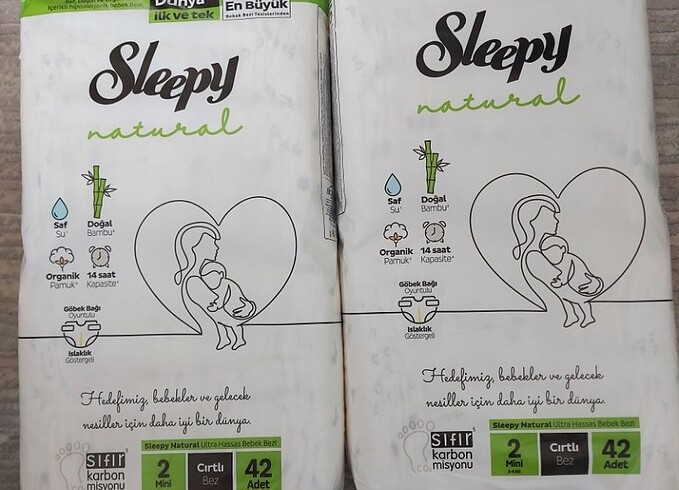 Dünya
ilk ve tek
En Büyük
Sleepy
natural
Saf
Su
Doğal
Bambu
Organik
Pamuk
14 saat
Kapasite
Göbek Bağı
Oyuntulu
Islaklık
Göstergeli
Hedefimiz, bebekler ve gelecek
nesiller için daha iyi bir dünya.
sıfır
karbon
misyonu
Sleepy Natural Ultra Hassas Bebek Bezi
2
Mini
Cırtlı
Bez
42
Adet
Sleepy
natural
Saf
Su
Doğal
Bambu
Organik
Pamuk
14 saat
Kapasite
Göbek Bağı
Oyuntulu
Islaklık
Göstergeli
Hedefimiz, bebekler ve gelecek
nesiller için daha iyi bir dünya.
sıfır
karbon
misyonu
Sleepy Natural Ultra Hassas Bebek Bezi
2
Mini
Cırtlı
Bez
42
Adet